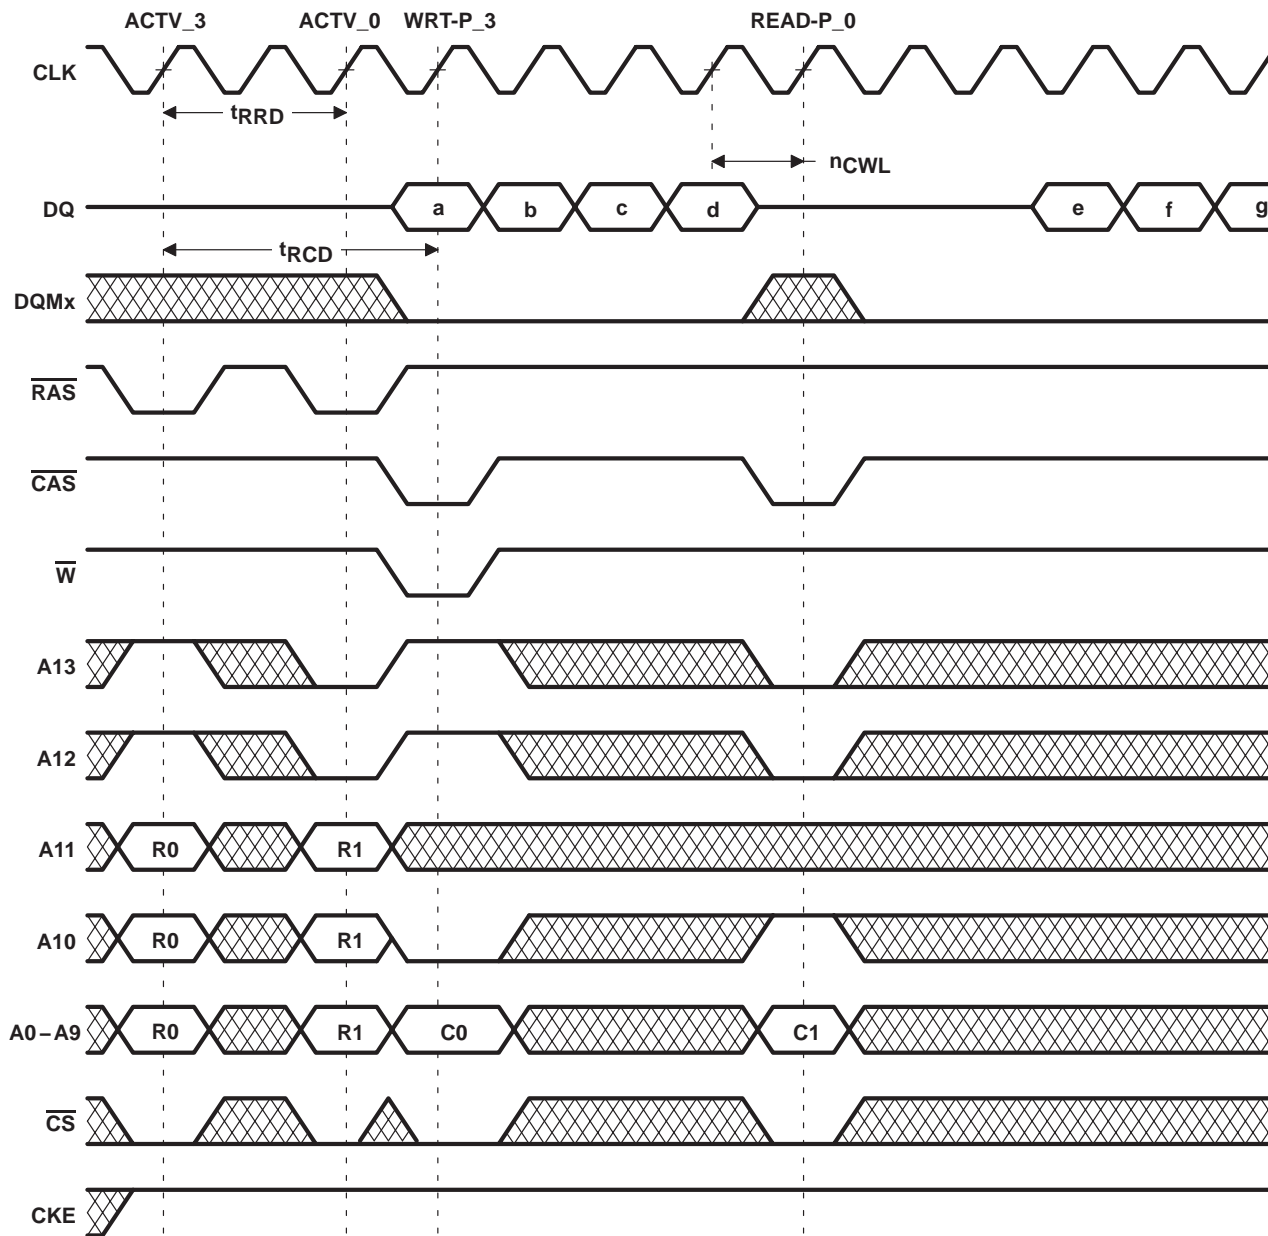 ACTV_3 ACTV_0 WRT-P_3 READ-P_0
CLK
tRRD
nCWL
DQ a b c d e f g
tRCD
DQMx
RAS
CAS
W
A13
A12
A11 R0 R1
A10 R0 R1
A0–A9 R0 R1 C0 C1
CS
CKE